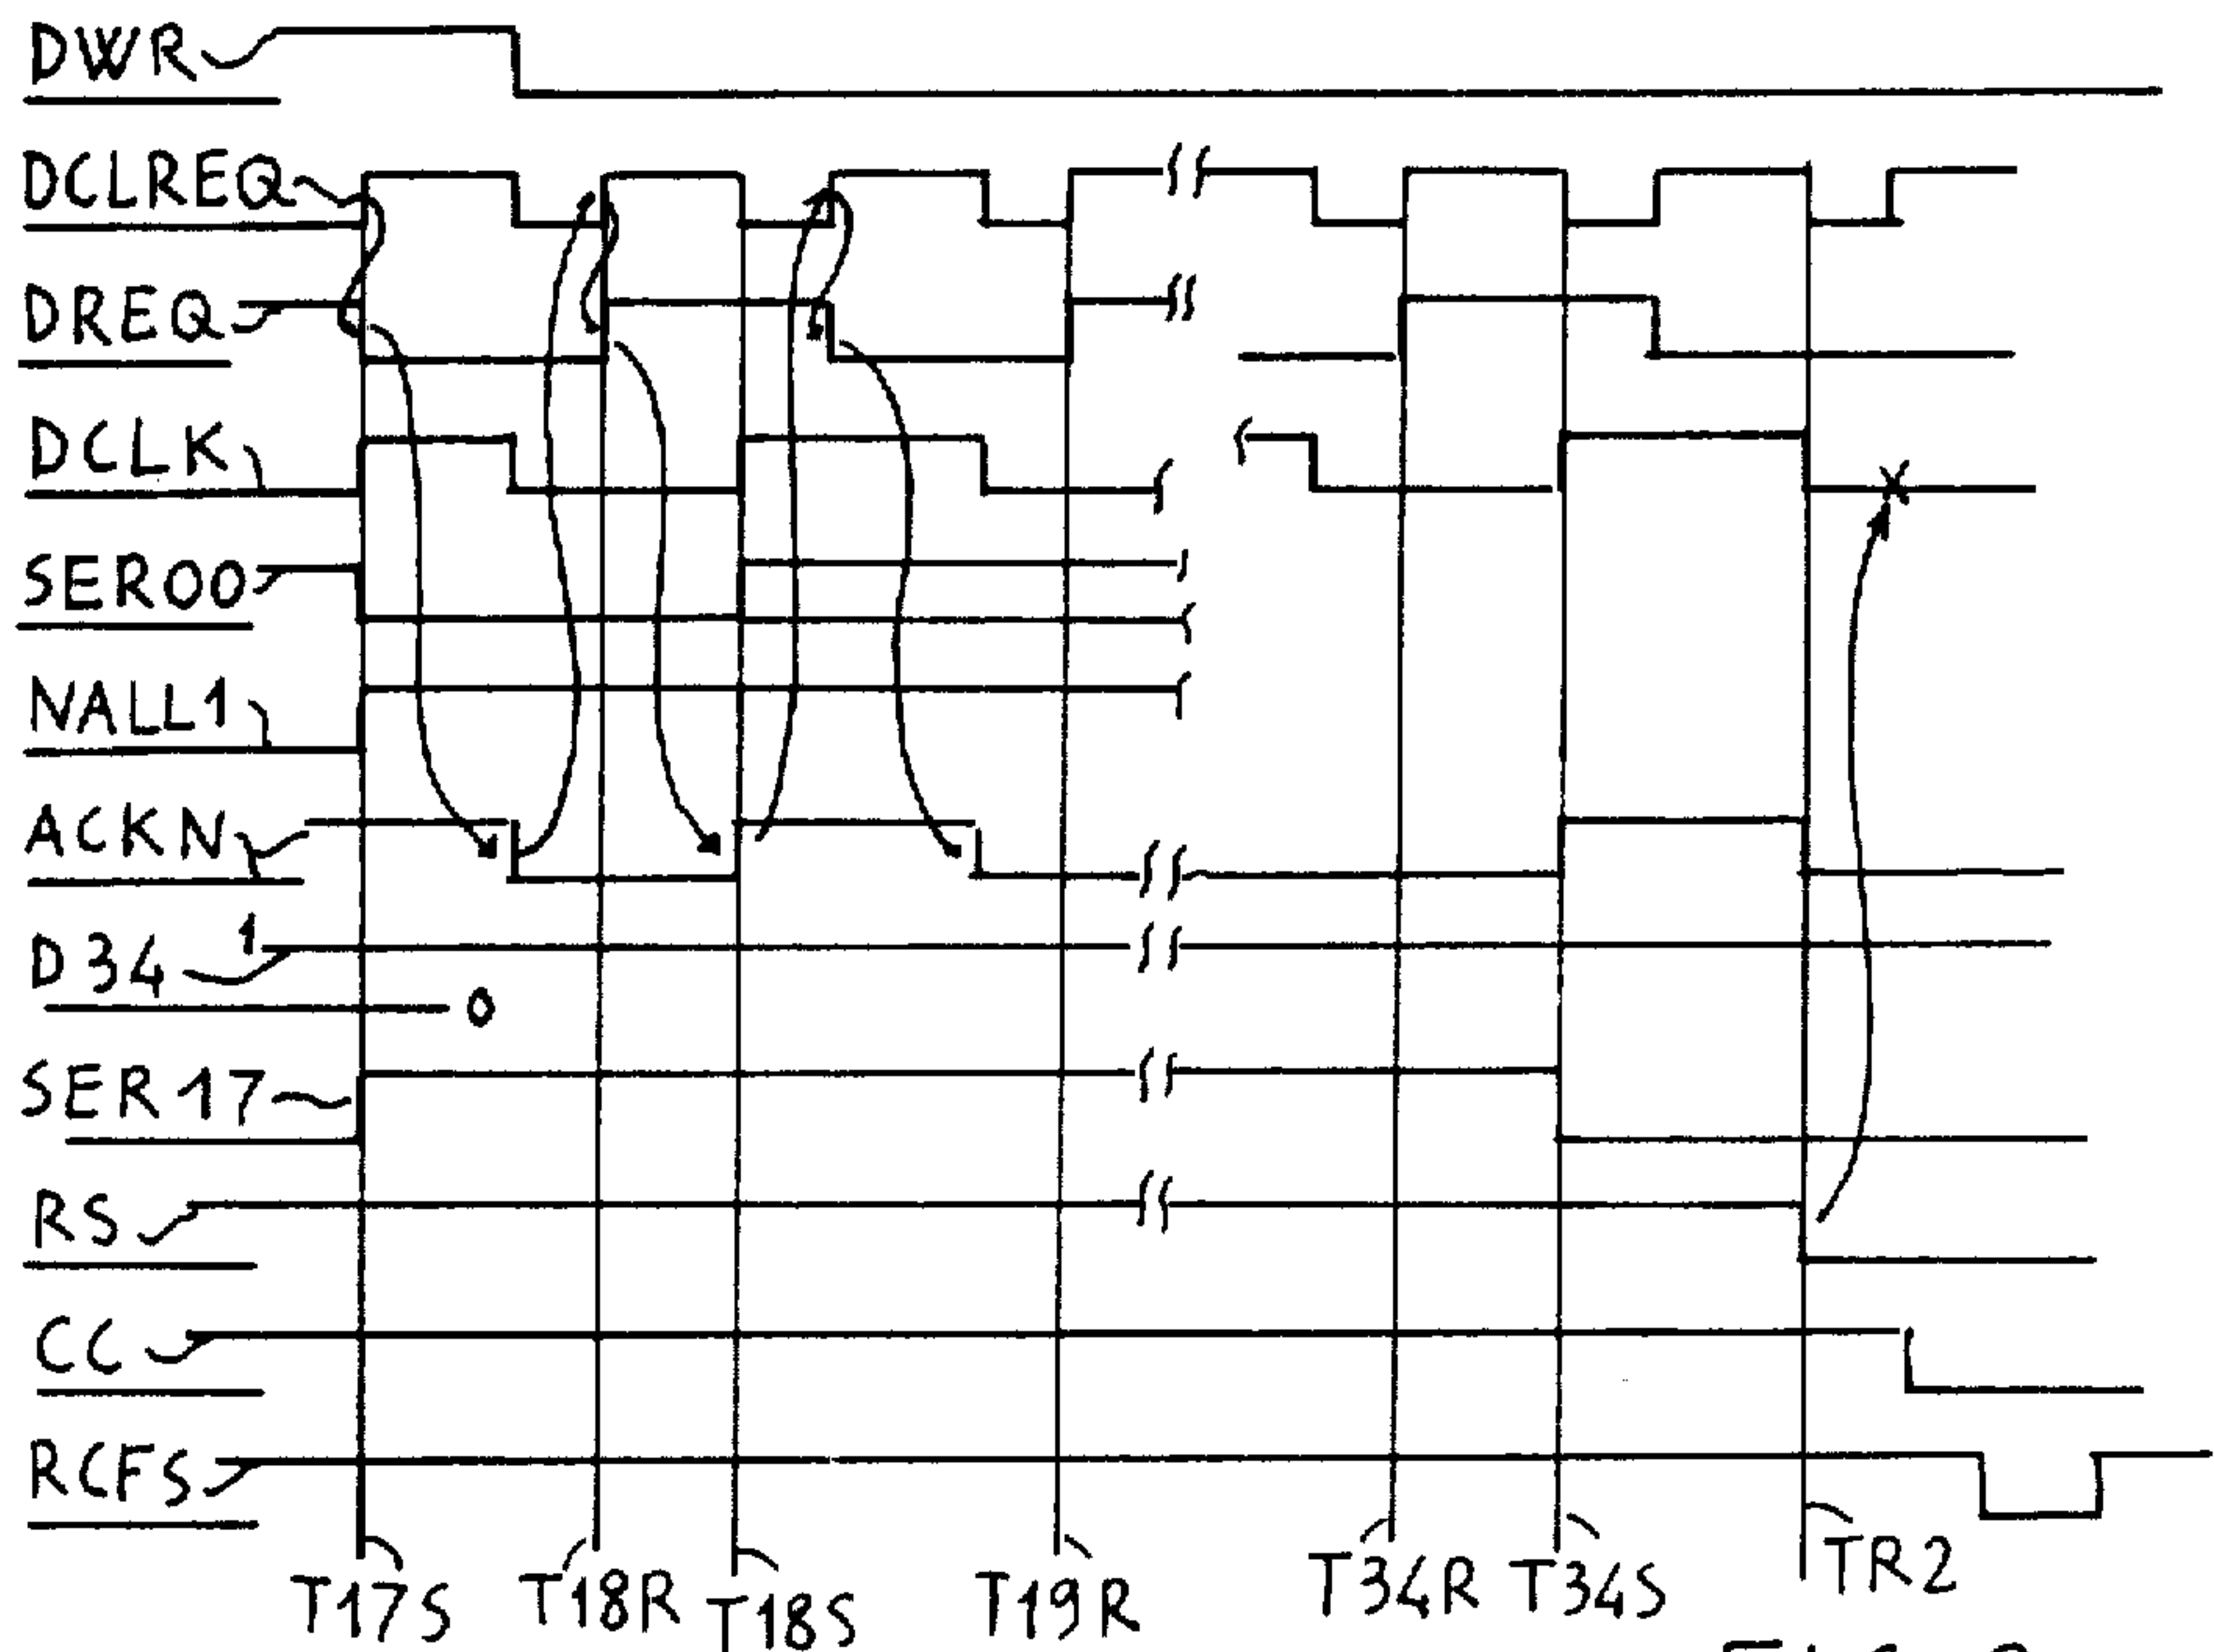 DWR
DCLREQ
DREQ
DCLK
SER00
NALL1
ACKN
D34 1
0
SER17
RS
CC
RCFS
T17S T18R T18S T19R T34R T34S TR2